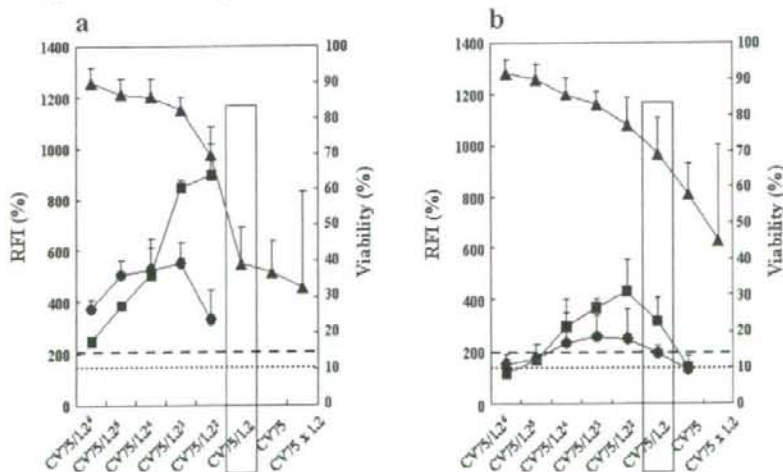 a
1400
1200
1000
800
600
400
200
0
RFI (%)
100
90
80
70
60
50
40
30
20
10
0
Viability (%)
CV75/1.2⁶
CV75/1.2⁵
CV75/1.2⁴
CV75/1.2³
CV75/1.2²
CV75/1.2
CV75
CV75 x 1.2
b
1400
1200
1000
800
600
400
200
0
RFI (%)
100
90
80
70
60
50
40
30
20
10
0
Viability (%)
CV75/1.2⁶
CV75/1.2⁵
CV75/1.2⁴
CV75/1.2³
CV75/1.2²
CV75/1.2
CV75
CV75 x 1.2